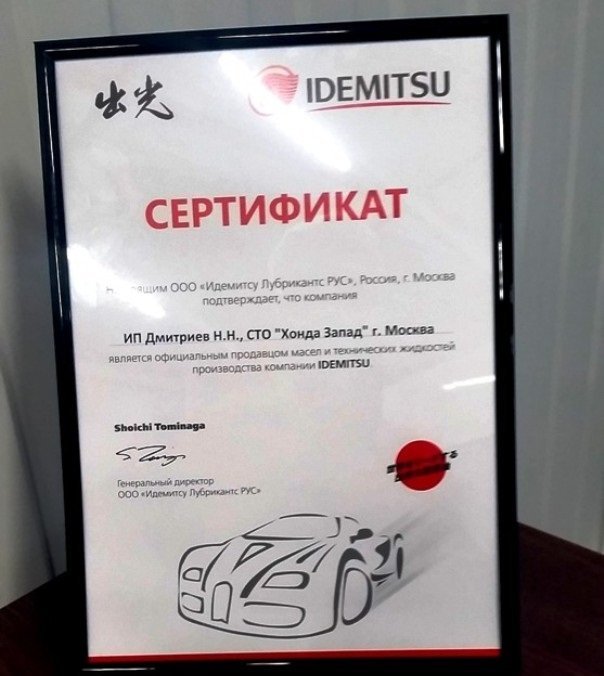 出光
IDEMITSU
СЕРТИФИКАТ
ООО «Идемитсу Лубрикантс РУС», Россия, г. Москва
подтверждает, что компания
ИП Дмитриев Н.Н., СТО "Хонда Запад" г. Москва
является официальным продавцом масел и технических жидкостей
производства компании IDEMITSU
Shoichi Tominaga
Генеральный директор
ООО «Идемитсу Лубрикантс РУС»